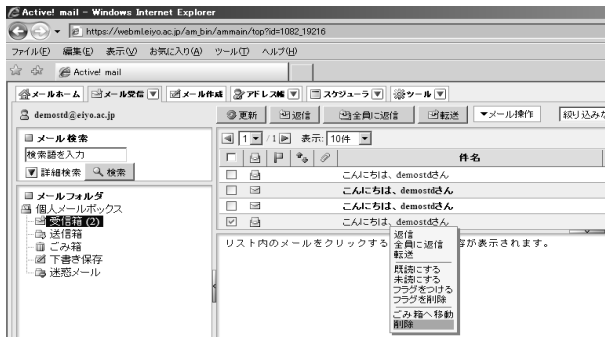 Active! mail - Windows Internet Explorer
https://webml.eiyo.ac.jp/am_bin/ammain/top?id=1082_19216
ファイル(F) 編集(E) 表示(V) お気に入り(A) ツール(T) ヘルプ(H)
Active! mail
メールホーム メール受信 メール作成 アドレス帳 スケジューラ ツール
demostd@eiyo.ac.jp
更新 返信 全員に返信 転送 ▼メール操作 絞り込みな
メール検索
検索語を入力
詳細検索 検索
1 /1 表示: 10件
件名
こんにちは、demostdさん
こんにちは、demostdさん
こんにちは、demostdさん
こんにちは、demostdさん
メールフォルダ
個人メールボックス
受信箱 (2)
送信箱
ごみ箱
下書き保存
迷惑メール
リスト内のメールをクリックする 容が表示されます。
返信
全員に返信
転送
既読にする
未読にする
フラグをつける
フラグを削除
ごみ箱へ移動
削除